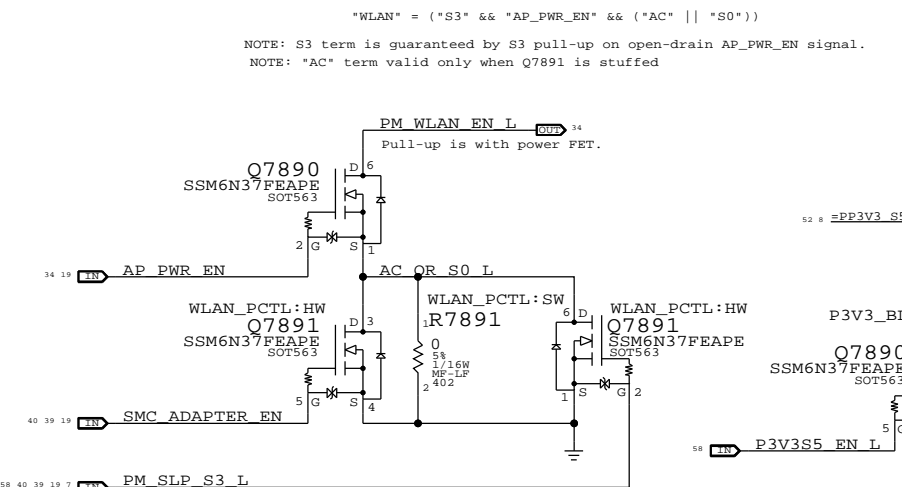 "WLAN" = ("S3" && "AP_PWR_EN" && ("AC" || "S0"))
NOTE: S3 term is guaranteed by S3 pull-up on open-drain AP_PWR_EN signal.
NOTE: "AC" term valid only when Q7891 is stuffed
PM_WLAN_EN_L
OUT 34
Pull-up is with power FET.
Q7890
SSM6N37FEAPE
SOT563
D 6
2 G S 1
52 8 =PP3V3_S5
34 19 IN AP_PWR_EN
AC_OR_S0_L
WLAN_PCTL:HW
Q7891
SSM6N37FEAPE
SOT563
D 3
5 G S 4
WLAN_PCTL:SW
1 R7891
0
5%
1/16W
MF-LF
2 402
6 D
WLAN_PCTL:HW
Q7891
SSM6N37FEAPE
SOT563
1 S G 2
P3V3_B
Q7890
SSM6N37FEAPE
SOT563
5 G
40 39 19 IN SMC_ADAPTER_EN
58 IN P3V3S5_EN_L
58 40 39 19 7 IN PM_SLP_S3_L